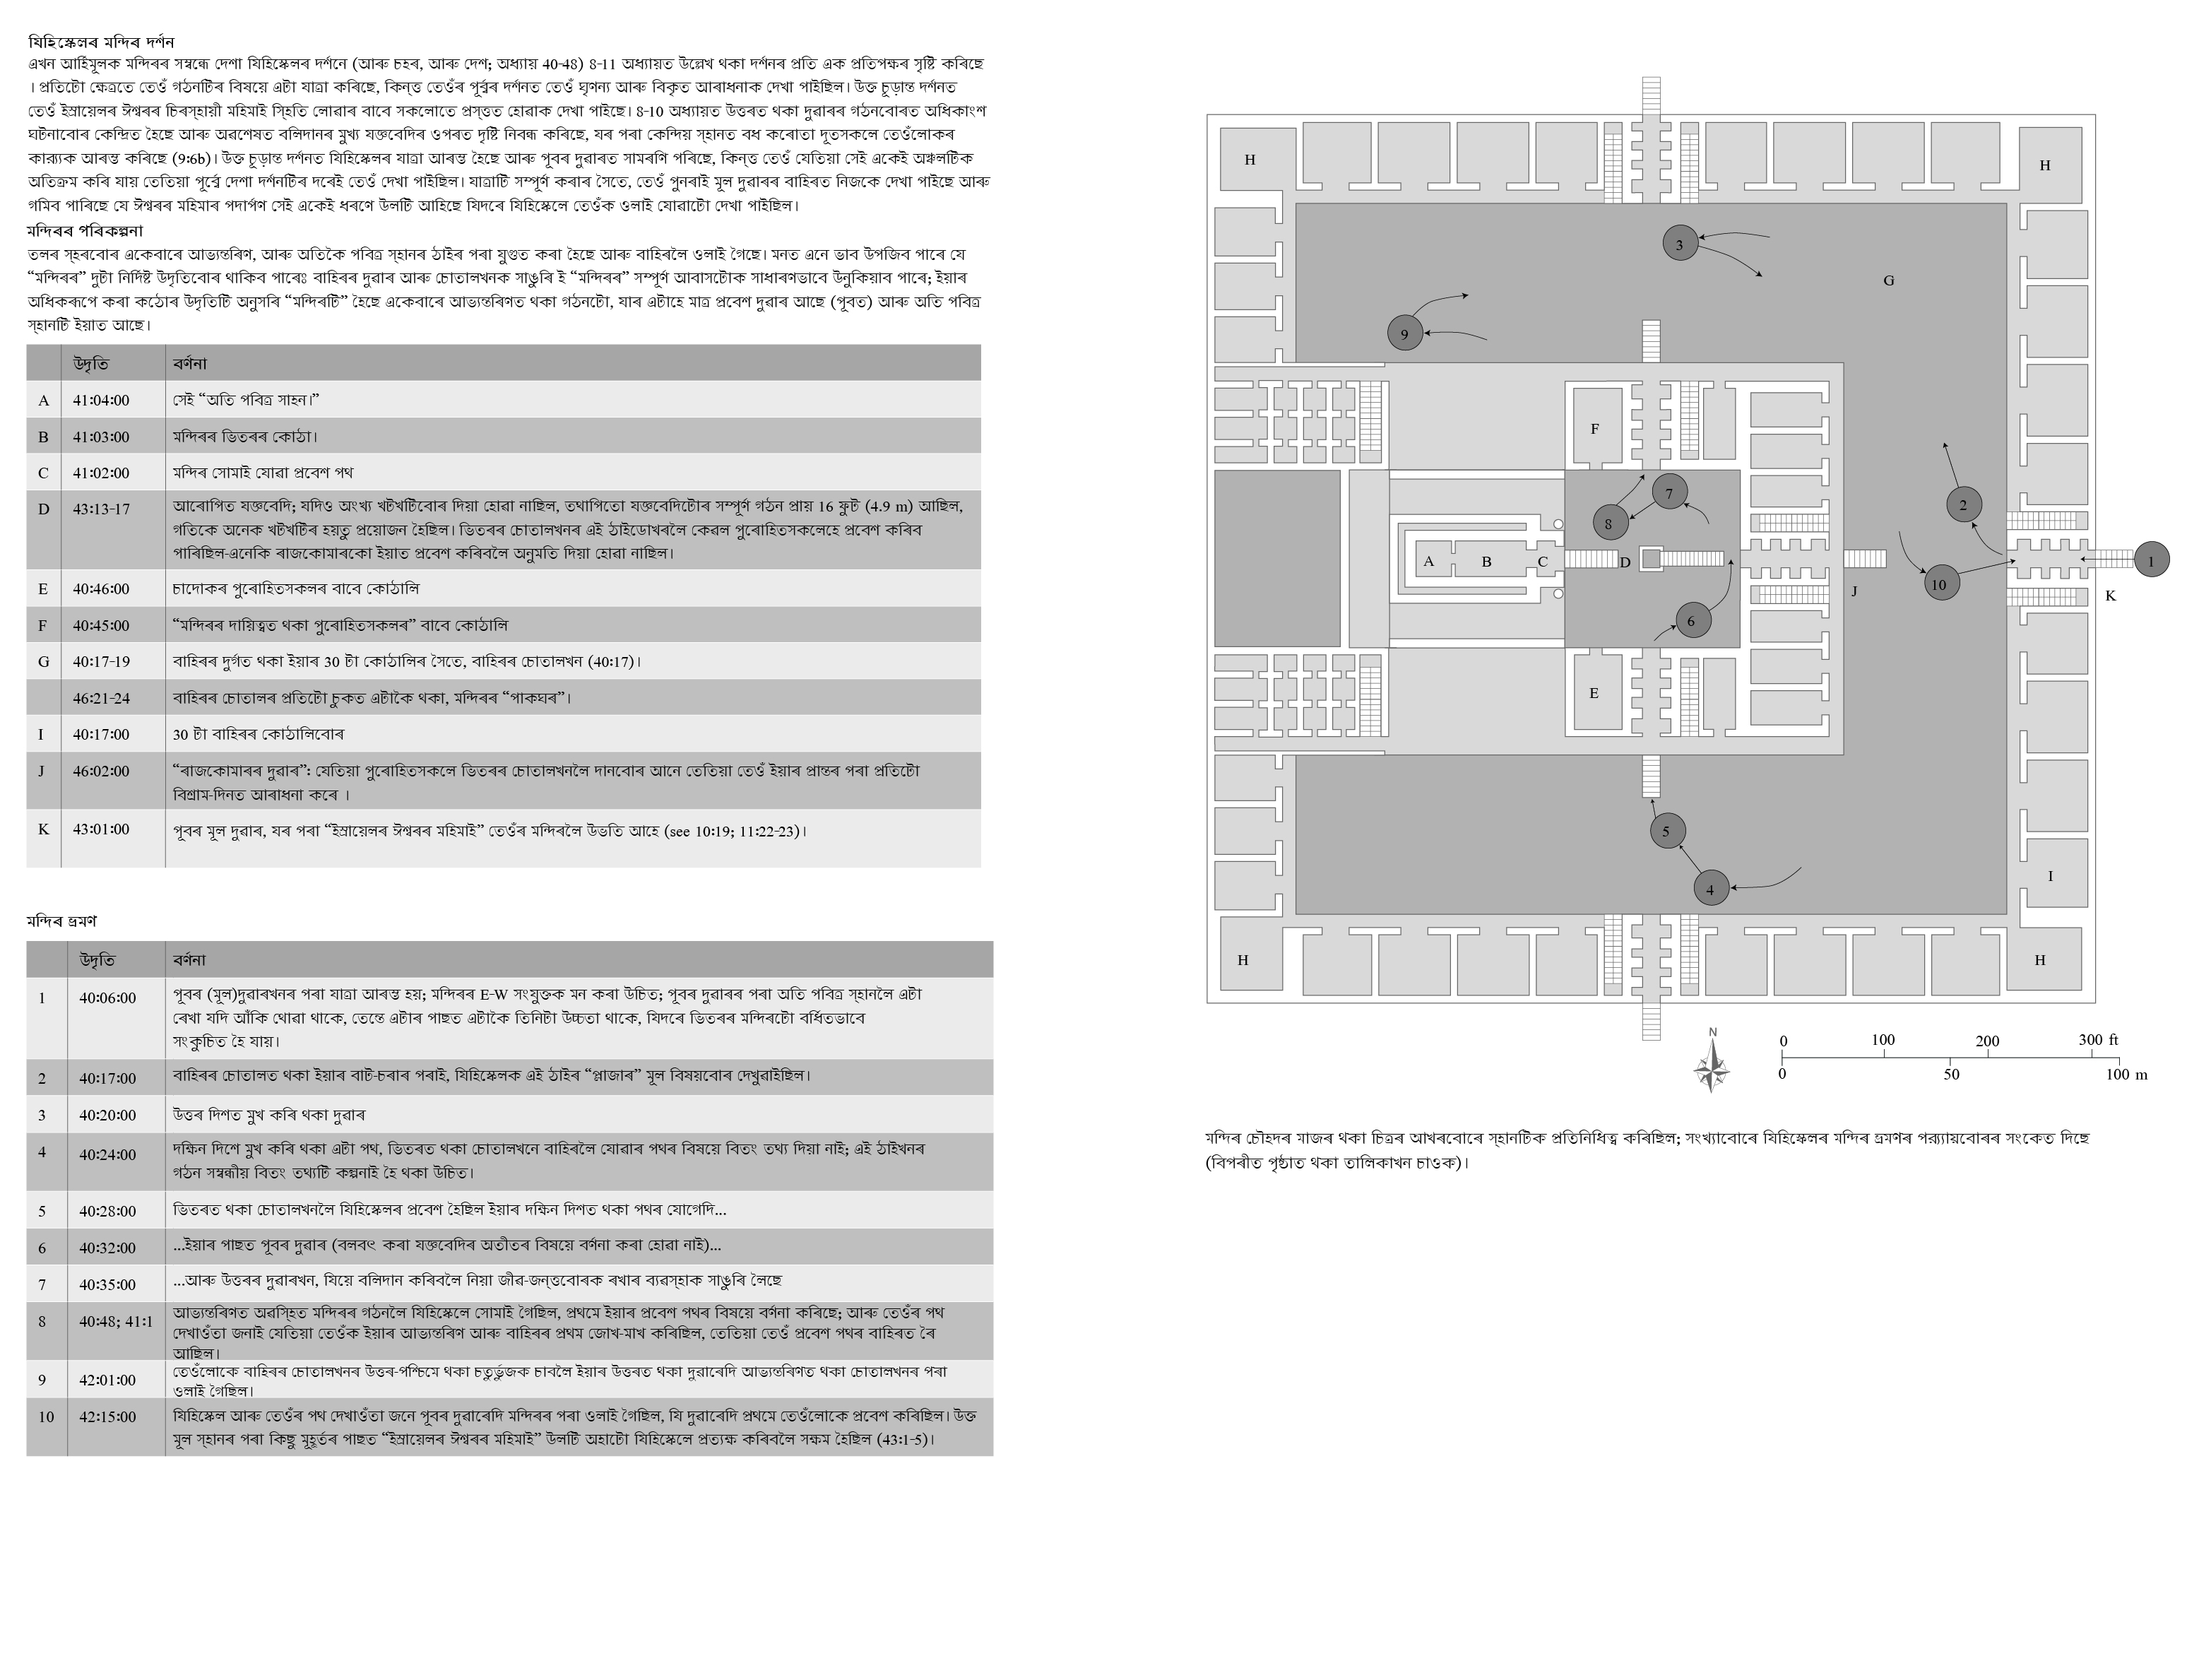 যিহিস্কেলৰ মন্দিৰ দৰ্শন
এখন আৰ্হিমূলক মন্দিৰৰ সম্বন্ধে দেশা যিহিস্কেলৰ দৰ্শনে (আৰু চহৰ, আৰু দেশ; অধ্যায় 40-48) 8-11 অধ্যায়ত উল্লেখ থকা দৰ্শনৰ প্ৰতি এক প্ৰতিপক্ষৰ সৃষ্টি কৰিছে
। প্ৰতিটো ক্ষেত্ৰতে তেওঁ গঠনটিৰ বিষয়ে এটা যাত্ৰা কৰিছে, কিন্ত্ত তেওঁৰ পূৰ্ব্বৰ দৰ্শনত তেওঁ ঘৃণন্য আৰু বিকৃত আৰাধনাক দেখা পাইছিল। উক্ত চূড়ান্ত দৰ্শনত
তেওঁ ইস্ৰায়েলৰ ঈশ্বৰৰ চিৰস্হায়ী মহিমাই স্হিতি লোৱাৰ বাবে সকলোতে প্ৰস্ত্তত হোৱাক দেখা পাইছে। 8-10 অধ্যায়ত উত্তৰত থকা দুৱাৰৰ গঠনবোৰত অধিকাংশ
ঘটনাবোৰ কেন্দ্ৰিত হৈছে আৰু অৱশেষত বলিদানৰ মুখ্য যজ্ঞবেদিৰ ওপৰত দৃষ্টি নিবন্ধ কৰিছে, যৰ পৰা কেন্দিয় স্হানত বধ কৰোতা দূতসকলে তেওঁলোকৰ
কাৰ্য্যক আৰম্ভ কৰিছে (9:6b)। উক্ত চূড়ান্ত দৰ্শনত যিহিস্কেলৰ যাত্ৰা আৰম্ভ হৈছে আৰু পূবৰ দুৱাৰত সামৰণি পৰিছে, কিন্ত্ত তেওঁ যেতিয়া সেই একেই অঞ্চলটিক
অতিক্ৰম কৰি যায় তেতিয়া পূৰ্ব্বে দেশা দৰ্শনটিৰ দৰেই তেওঁ দেখা পাইছিল। যাত্ৰাটি সম্পূৰ্ণ কৰাৰ সৈতে, তেওঁ পুনৰাই মূল দুৱাৰৰ বাহিৰত নিজকে দেখা পাইছে আৰু
গমিব পাৰিছে যে ঈশ্বৰৰ মহিমাৰ পদাৰ্পণ সেই একেই ধৰণে উলটি আহিছে যিদৰে যিহিস্কেলে তেওঁক ওলাই যোৱাটো দেখা পাইছিল।
মন্দিৰৰ পৰিকল্পনা
তলৰ স্হৰবোৰ একেবাৰে আভ্যন্তৰিণ, আৰু অতিকৈ পবিত্ৰ স্হানৰ ঠাইৰ পৰা যুগুত কৰা হৈছে আৰু বাহিৰলৈ ওলাই গৈছে। মনত এনে ভাব উপজিব পাৰে যে
“মন্দিৰৰ” দুটা নিৰ্দিষ্ট উদৃতিবোৰ থাকিব পাৰেঃ বাহিৰৰ দুৱাৰ আৰু চোতালখনক সাঙুৰি ই “মন্দিৰৰ” সম্পূৰ্ণ আবাসটোক সাধাৰণভাবে উনুকিয়াব পাৰে; ইয়াৰ
অধিকৰূপে কৰা কঠোৰ উদৃতিটি অনুসৰি “মন্দিৰটি” হৈছে একেবাৰে আভ্যন্তৰিণত থকা গঠনটো, যাৰ এটাহে মাত্ৰ প্ৰবেশ দুৱাৰ আছে (পূবত) আৰু অতি পবিত্ৰ
স্হানটি ইয়াত আছে।
উদৃতি বৰ্ণনা
A 41:04:00 সেই “অতি পবিত্ৰ সাহন।”
B 41:03:00 মন্দিৰৰ ভিতৰৰ কোঠা।
C 41:02:00 মন্দিৰ সোমাই যোৱা প্ৰবেশ পথ
D 43:13-17 আৰোপিত যজ্ঞবেদি; যদিও অংখ্য খটখটিবোৰ দিয়া হোৱা নাছিল, তথাপিতো যজ্ঞবেদিটোৰ সম্পূৰ্ণ গঠন প্ৰায় 16 ফুট (4.9 m) আছিল,
গতিকে অনেক খটখটিৰ হয়তু প্ৰয়োজন হৈছিল। ভিতৰৰ চোতালখনৰ এই ঠাইডোখৰলৈ কেৱল পুৰোহিতসকলেহে প্ৰবেশ কৰিব
পাৰিছিল-এনেকি ৰাজকোমাৰকো ইয়াত প্ৰবেশ কৰিবলৈ অনুমতি দিয়া হোৱা নাছিল।
E 40:46:00 চাদোকৰ পুৰোহিতসকলৰ বাবে কোঠালি
F 40:45:00 “মন্দিৰৰ দায়িত্বত থকা পুৰোহিতসকলৰ” বাবে কোঠালি
G 40:17-19 বাহিৰৰ দুৰ্গত থকা ইয়াৰ 30 টা কোঠালিৰ সৈতে, বাহিৰৰ চোতালখন (40:17)।
46:21-24 বাহিৰৰ চোতালৰ প্ৰতিটো চুকত এটাকৈ থকা, মন্দিৰৰ “পাকঘৰ”।
I 40:17:00 30 টা বাহিৰৰ কোঠালিবোৰ
J 46:02:00 “ৰাজকোমাৰৰ দুৱাৰ”: যেতিয়া পুৰোহিতসকলে ভিতৰৰ চোতালখনলৈ দানবোৰ আনে তেতিয়া তেওঁ ইয়াৰ প্ৰান্তৰ পৰা প্ৰতিটো
বিশ্ৰাম-দিনত আৰাধনা কৰে ।
K 43:01:00 পূবৰ মূল দুৱাৰ, যৰ পৰা “ইস্ৰায়েলৰ ঈশ্বৰৰ মহিমাই” তেওঁৰ মন্দিৰলৈ উভতি আহে (see 10:19; 11:22-23)।
মন্দিৰ ভ্ৰমণ
উদৃতি বৰ্ণনা
1 40:06:00 পূবৰ (মূল)দুৱাৰখনৰ পৰা যাত্ৰা আৰম্ভ হয়; মন্দিৰৰ E-W সংযুক্তক মন কৰা উচিত; পূবৰ দুৱাৰৰ পৰা অতি পবিত্ৰ স্হানলৈ এটা
ৰেখা যদি আঁকি থোৱা থাকে, তেন্তে এটাৰ পাছত এটাকৈ তিনিটা উচ্চতা থাকে, যিদৰে ভিতৰৰ মন্দিৰটো বৰ্ধিতভাবে
সংকুচিত হৈ যায়।
2 40:17:00 বাহিৰৰ চোতালত থকা ইয়াৰ বাট-চৰাৰ পৰাই, যিহিস্কেলক এই ঠাইৰ “প্লাজাৰ” মূল বিষয়বোৰ দেখুৱাইছিল।
3 40:20:00 উত্তৰ দিশত মুখ কৰি থকা দুৱাৰ
4 40:24:00 দক্ষিন দিশে মুখ কৰি থকা এটা পথ, ভিতৰত থকা চোতালখনে বাহিৰলৈ যোৱাৰ পথৰ বিষয়ে বিতং তথ্য দিয়া নাই; এই ঠাইখনৰ
গঠন সম্বন্ধীয় বিতং তথ্যটি কল্পনাই হৈ থকা উচিত।
5 40:28:00 ভিতৰত থকা চোতালখনলৈ যিহিস্কেলৰ প্ৰবেশ হৈছিল ইয়াৰ দক্ষিন দিশত থকা পথৰ যোগেদি...
6 40:32:00 ...ইয়াৰ পাছত পূবৰ দুৱাৰ (বলবৎ কৰা যজ্ঞবেদিৰ অতীতৰ বিষয়ে বৰ্ণনা কৰা হোৱা নাই)...
7 40:35:00 ...আৰু উত্তৰৰ দুৱাৰখন, যিয়ে বলিদান কৰিবলৈ নিয়া জীৱ-জন্ত্তবোৰক ৰখাৰ ব্যৱস্হাক সাঙুৰি লৈছে
8 40:48; 41:1 আভ্যন্তৰিণত অৱস্হিত মন্দিৰৰ গঠনলৈ যিহিস্কেলে সোমাই গৈছিল, প্ৰথমে ইয়াৰ প্ৰবেশ পথৰ বিষয়ে বৰ্ণনা কৰিছে; আৰু তেওঁৰ পথ
দেখাওঁতা জনাই যেতিয়া তেওঁক ইয়াৰ আভ্যন্তৰিণ আৰু বাহিৰৰ প্ৰথম জোখ-মাখ কৰিছিল, তেতিয়া তেওঁ প্ৰবেশ পথৰ বাহিৰত ৰৈ
আছিল।
9 42:01:00 তেওঁলোকে বাহিৰৰ চোতালখনৰ উত্তৰ-পশ্চিমে থকা চতুৰ্ভুজক চাবলৈ ইয়াৰ উত্তৰত থকা দুৱাৰেদি আভ্যন্তৰিণত থকা চোতালখনৰ পৰা
ওলাই গৈছিল।
10 42:15:00 যিহিস্কেল আৰু তেওঁৰ পথ দেখাওঁতা জনে পূবৰ দুৱাৰেদি মন্দিৰৰ পৰা ওলাই গৈছিল, যি দুৱাৰেদি প্ৰথমে তেওঁলোকে প্ৰবেশ কৰিছিল। উক্ত
মূল স্হানৰ পৰা কিছু মূহূৰ্তৰ পাছত “ইস্ৰায়েলৰ ঈশ্বৰৰ মহিমাই” উলটি অহাটো যিহিস্কেলে প্ৰত্যক্ষ কৰিবলৈ সক্ষম হৈছিল (43:1-5)।
H H
3
G
9
F
7
2
8
A B C D
1
10
J K
6
E
5
I
4
H H
N
0 100 200 300 ft
0 50 100 m
মন্দিৰ চৌহদৰ মাজৰ থকা চিত্ৰৰ আখৰবোৰে স্হানটিক প্ৰতিনিধিত্ব কৰিছিল; সংখ্যাবোৰে যিহিস্কেলৰ মন্দিৰ ভ্ৰমণৰ পৰ্য্যায়বোৰৰ সংকেত দিছে
(বিপৰীত পৃষ্ঠাত থকা তালিকাখন চাওক)।